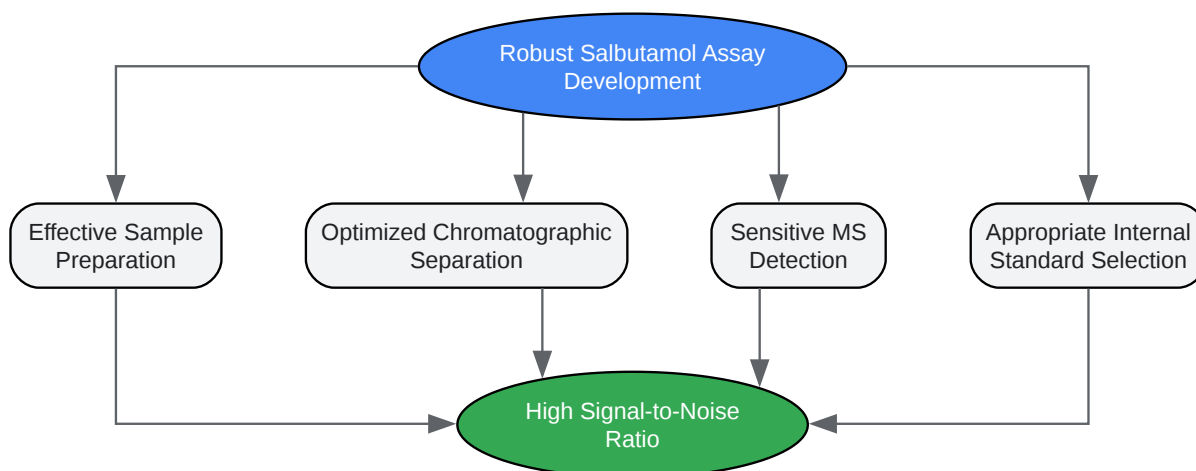 Robust Salbutamol Assay
Development
Effective Sample
Preparation
Optimized Chromatographic
Separation
Sensitive MS
Detection
Appropriate Internal
Standard Selection
High Signal-to-Noise
Ratio